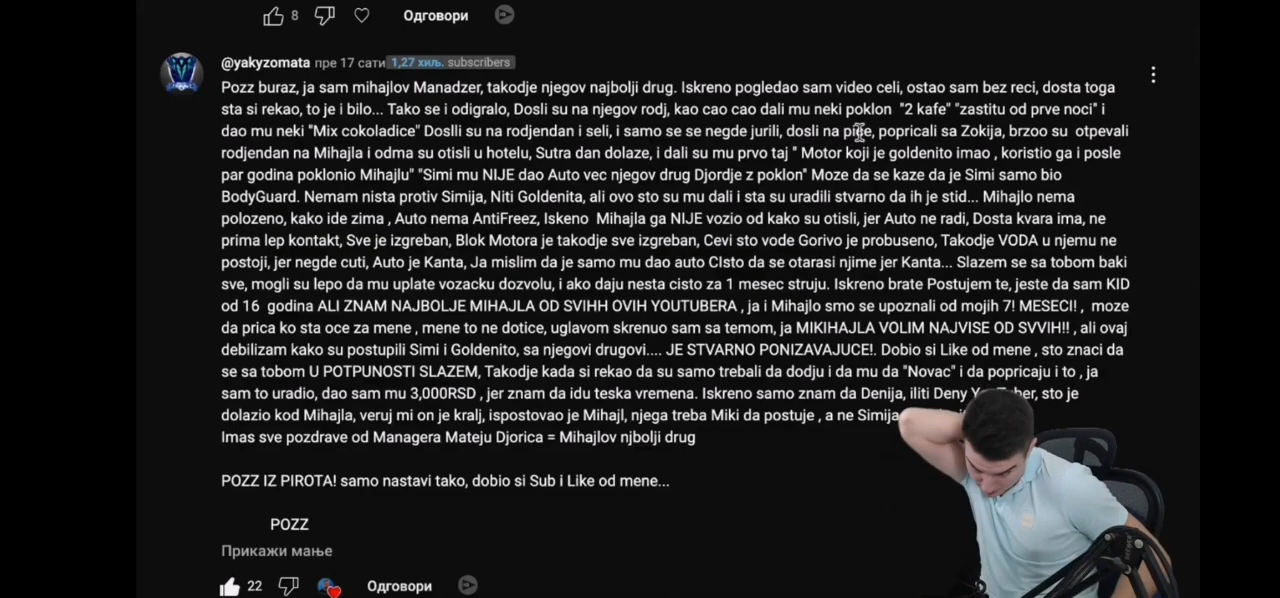 8 Одговори
@yakyzomata пре 17 сати 1,27 хиљ. subscribers
Pozz buraz, ja sam mihajlov Manadzer, takodje njegov najbolji drug. Iskreno pogledao sam video celi, ostao sam bez reci, dosta toga
sta si rekao, to je i bilo... Tako se i odigralo, Dosli su na njegov rodj, kao cao cao dali mu neki poklon "2 kafe" "zastitu od prve noci" i
dao mu neki "Mix cokoladice" Doslli su na rodjendan i seli, i samo se se negde jurili, dosli na piće, popricali sa Zokija, brzoo su otpevali
rodjendan na Mihajla i odma su otisli u hotelu, Sutra dan dolaze, i dali su mu prvo taj " Motor koji je goldenito imao , koristio ga i posle
par godina poklonio Mihajlu" "Simi mu NIJE dao Auto vec njegov drug Djordje z poklon" Moze da se kaze da je Simi samo bio
BodyGuard. Nemam nista protiv Simija, Niti Goldenita, ali ovo sto su mu dali i sta su uradili stvarno da ih je stid... Mihajlo nema
polozeno, kako ide zima , Auto nema AntiFreez, Iskeno Mihajla ga NIJE vozio od kako su otisli, jer Auto ne radi, Dosta kvara ima, ne
prima lep kontakt, Sve je izgreban, Blok Motora je takodje sve izgreban, Cevi sto vode Gorivo je probuseno, Takodje VODA u njemu ne
postoji, jer negde cuti, Auto je Kanta, Ja mislim da je samo mu dao auto CIsto da se otarasi njime jer Kanta... Slazem se sa tobom baki
sve, mogli su lepo da mu uplate vozacku dozvolu, i ako daju nesta cisto za 1 mesec struju. Iskreno brate Postujem te, jeste da sam KID
od 16 godina ALI ZNAM NAJBOLJE MIHAJLA OD SVIHH OVIH YOUTUBERA , ja i Mihajlo smo se upoznali od mojih 7! MESECI! , moze
da prica ko sta oce za mene , mene to ne dotice, uglavom skrenuo sam sa temom, ja MIKIHAJLA VOLIM NAJVISE OD SVVIH!! , ali ovaj
debilizam kako su postupili Simi i Goldenito, sa njegovi drugovi.... JE STVARNO PONIZAVAJUCE!. Dobio si Like od mene , sto znaci da
se sa tobom U POTPUNOSTI SLAZEM, Takodje kada si rekao da su samo trebali da dodju i da mu da "Novac" i da popricaju i to , ja
sam to uradio, dao sam mu 3,000RSD , jer znam da idu teska vremena. Iskreno samo znam da Denija, iliti Deny sto je
dolazio kod Mihajla, veruj mi on je kralj, ispostovao je Mihajl, njega treba Miki da postuje , a ne Simija
Imas sve pozdrave od Managera Mateju Djorica = Mihajlov njbolji drug
POZZ IZ PIROTA! samo nastavi tako, dobio si Sub i Like od mene...
POZZ
Прикажи мање
22 Одговори